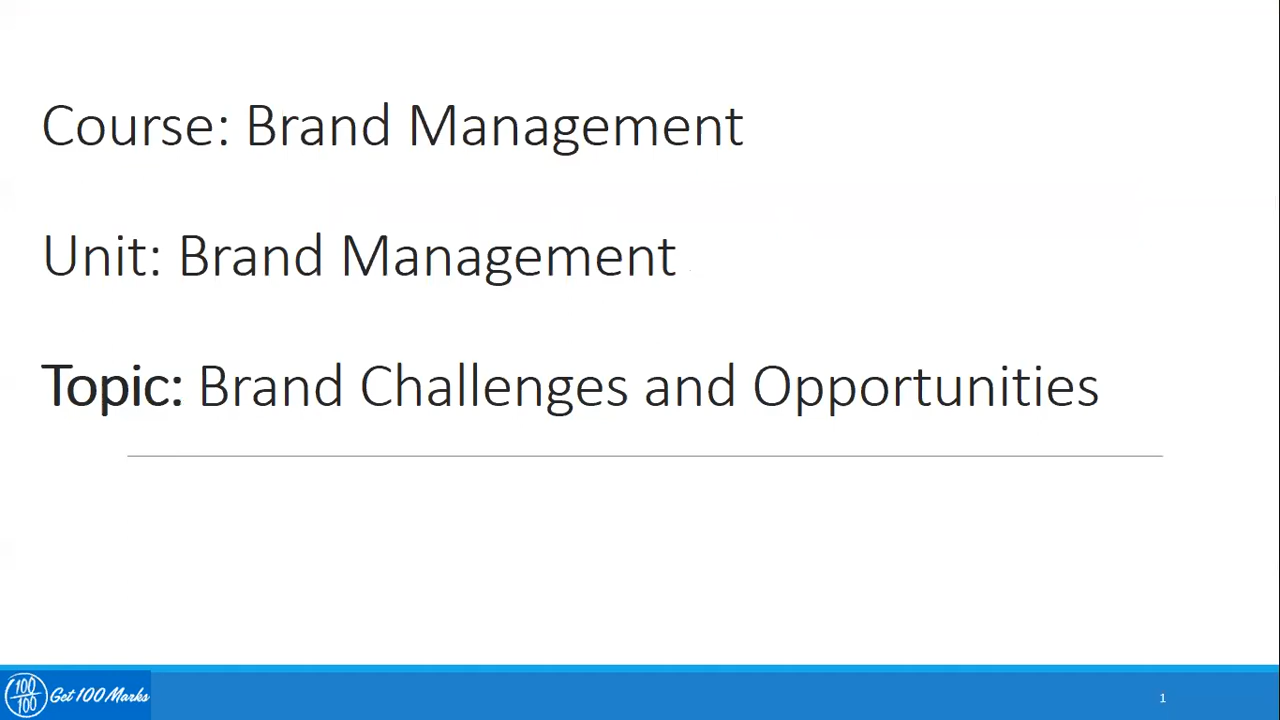 Course: Brand Management
Unit: Brand Management
Topic: Brand Challenges and Opportunities
100
100
Get 100 Marks
1